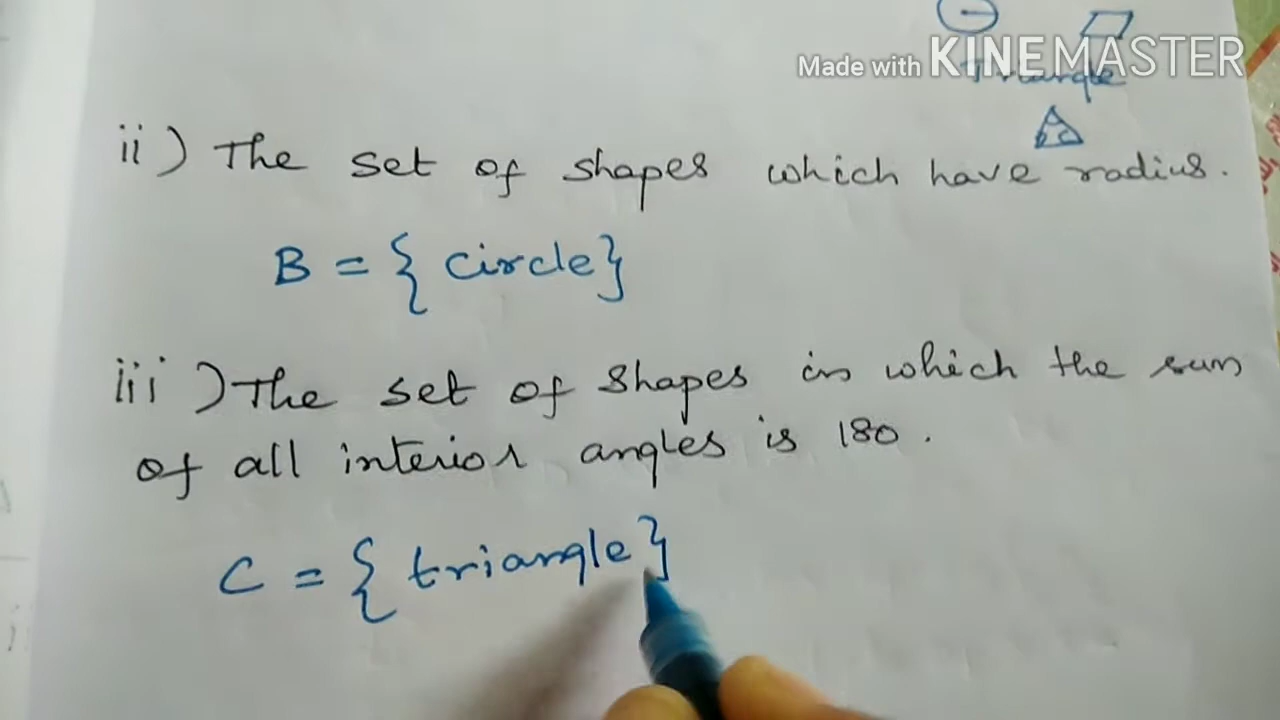 Made with KINEMASTER
Triangle
ii) The set of shapes which have radius.
B = { circle}
iii) The set of shapes in which the sum
of all interior angles is 180.
C = { triangle}